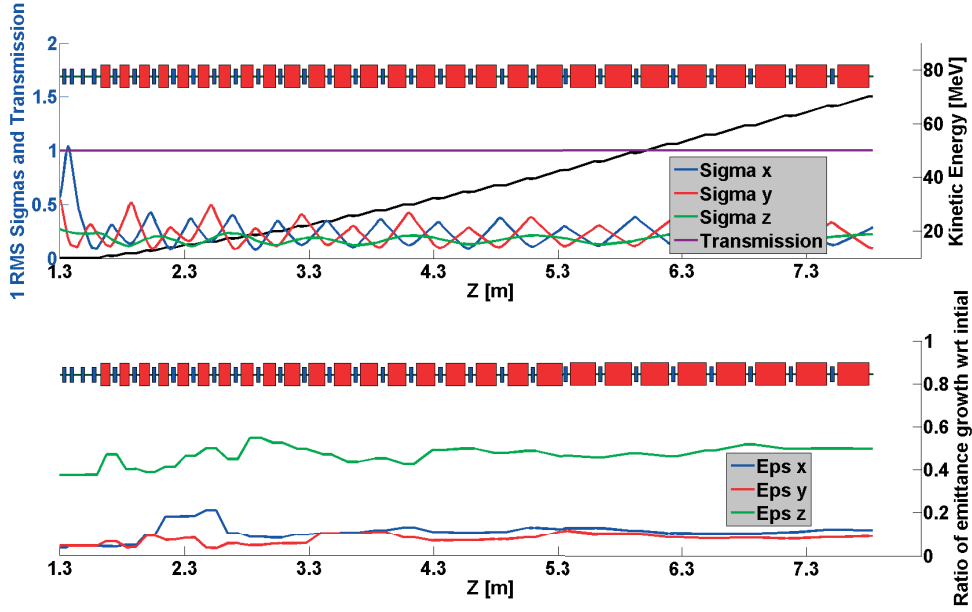 1 RMS Sigmas and Transmission
2
1.5
1
0.5
0
80
60
40
20
Kinetic Energy [MeV]
Sigma x
Sigma y
Sigma z
Transmission
1.3 2.3 3.3 4.3 5.3 6.3 7.3
Z [m]
1
0.8
0.6
0.4
0.2
0
Ratio of emittance growth wrt intial
Eps x
Eps y
Eps z
1.3 2.3 3.3 4.3 5.3 6.3 7.3
Z [m]